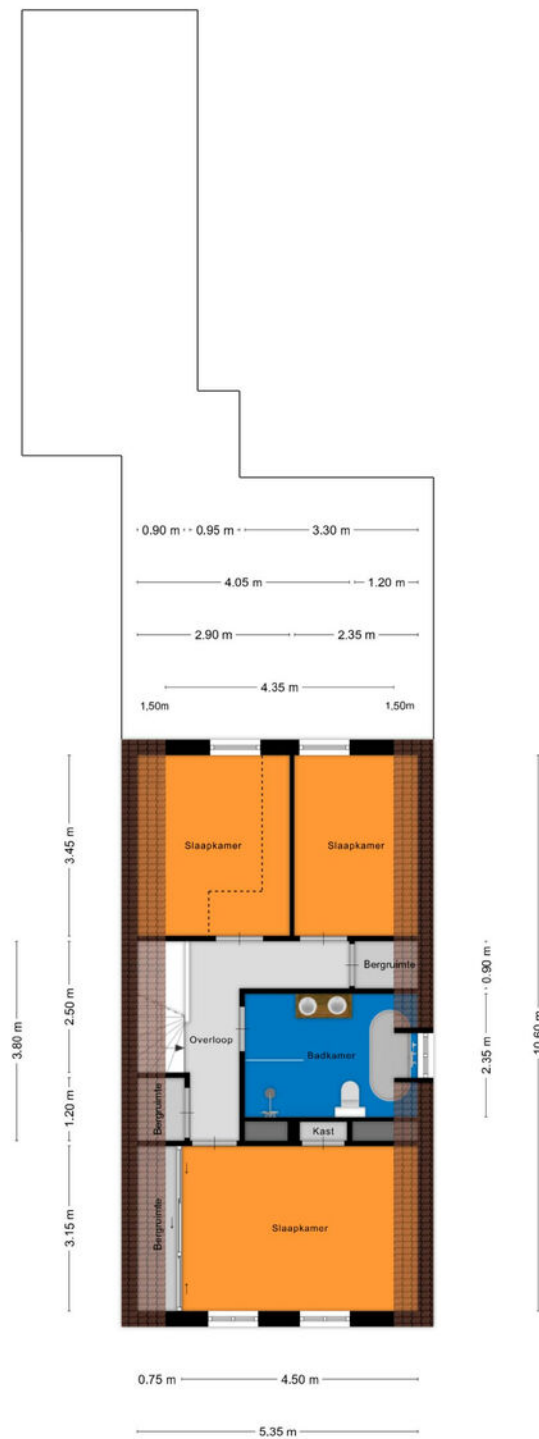 0.90 m 0.95 m 3.30 m
4.05 m 1.20 m
2.90 m 2.35 m
4.35 m
1,50m 1,50m
3.45 m
Slaapkamer Slaapkamer
10.60 m
3.80 m
2.50 m
Bergruimte
0.90 m
Overloop
Badkamer
2.35 m
1.20 m
Bergruimte
Kast
3.15 m
Bergruimte
Slaapkamer
0.75 m 4.50 m
5.35 m